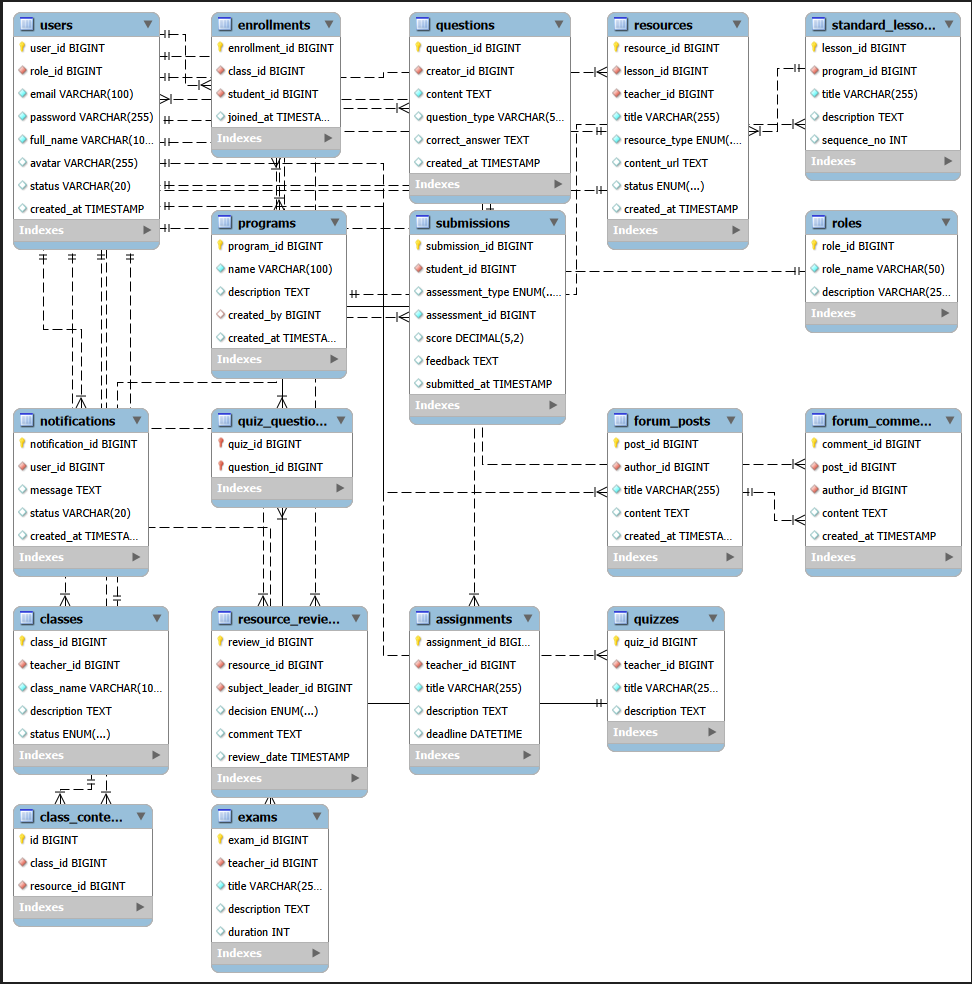 users
user_id BIGINT
role_id BIGINT
email VARCHAR(100)
password VARCHAR(255)
full_name VARCHAR(10...
avatar VARCHAR(255)
status VARCHAR(20)
created_at TIMESTAMP
Indexes
enrollments
enrollment_id BIGINT
class_id BIGINT
student_id BIGINT
joined_at TIMESTA...
Indexes
questions
question_id BIGINT
creator_id BIGINT
content TEXT
question_type VARCHAR(5...
correct_answer TEXT
created_at TIMESTAMP
Indexes
resources
resource_id BIGINT
lesson_id BIGINT
teacher_id BIGINT
title VARCHAR(255)
resource_type ENUM(...
content_url TEXT
status ENUM(...)
created_at TIMESTAMP
Indexes
standard_lesso...
lesson_id BIGINT
program_id BIGINT
title VARCHAR(255)
description TEXT
sequence_no INT
Indexes
programs
program_id BIGINT
name VARCHAR(100)
description TEXT
created_by BIGINT
created_at TIMESTA...
Indexes
submissions
submission_id BIGINT
student_id BIGINT
assessment_type ENUM(...
assessment_id BIGINT
score DECIMAL(5,2)
feedback TEXT
submitted_at TIMESTAMP
Indexes
roles
role_id BIGINT
role_name VARCHAR(50)
description VARCHAR(25...
Indexes
notifications
notification_id BIGINT
user_id BIGINT
message TEXT
status VARCHAR(20)
created_at TIMESTA...
Indexes
quiz_questio...
quiz_id BIGINT
question_id BIGINT
Indexes
forum_posts
post_id BIGINT
author_id BIGINT
title VARCHAR(255)
content TEXT
created_at TIMESTA...
Indexes
forum_comme...
comment_id BIGINT
post_id BIGINT
author_id BIGINT
content TEXT
created_at TIMESTAMP
Indexes
classes
class_id BIGINT
teacher_id BIGINT
class_name VARCHAR(10...
description TEXT
status ENUM(...)
Indexes
resource_revie...
review_id BIGINT
resource_id BIGINT
subject_leader_id BIGINT
decision ENUM(...)
comment TEXT
review_date TIMESTAMP
Indexes
assignments
assignment_id BIGI...
teacher_id BIGINT
title VARCHAR(255)
description TEXT
deadline DATETIME
Indexes
quizzes
quiz_id BIGINT
teacher_id BIGINT
title VARCHAR(25...
description TEXT
Indexes
class_conte...
id BIGINT
class_id BIGINT
resource_id BIGINT
Indexes
exams
exam_id BIGINT
teacher_id BIGINT
title VARCHAR(25...
description TEXT
duration INT
Indexes